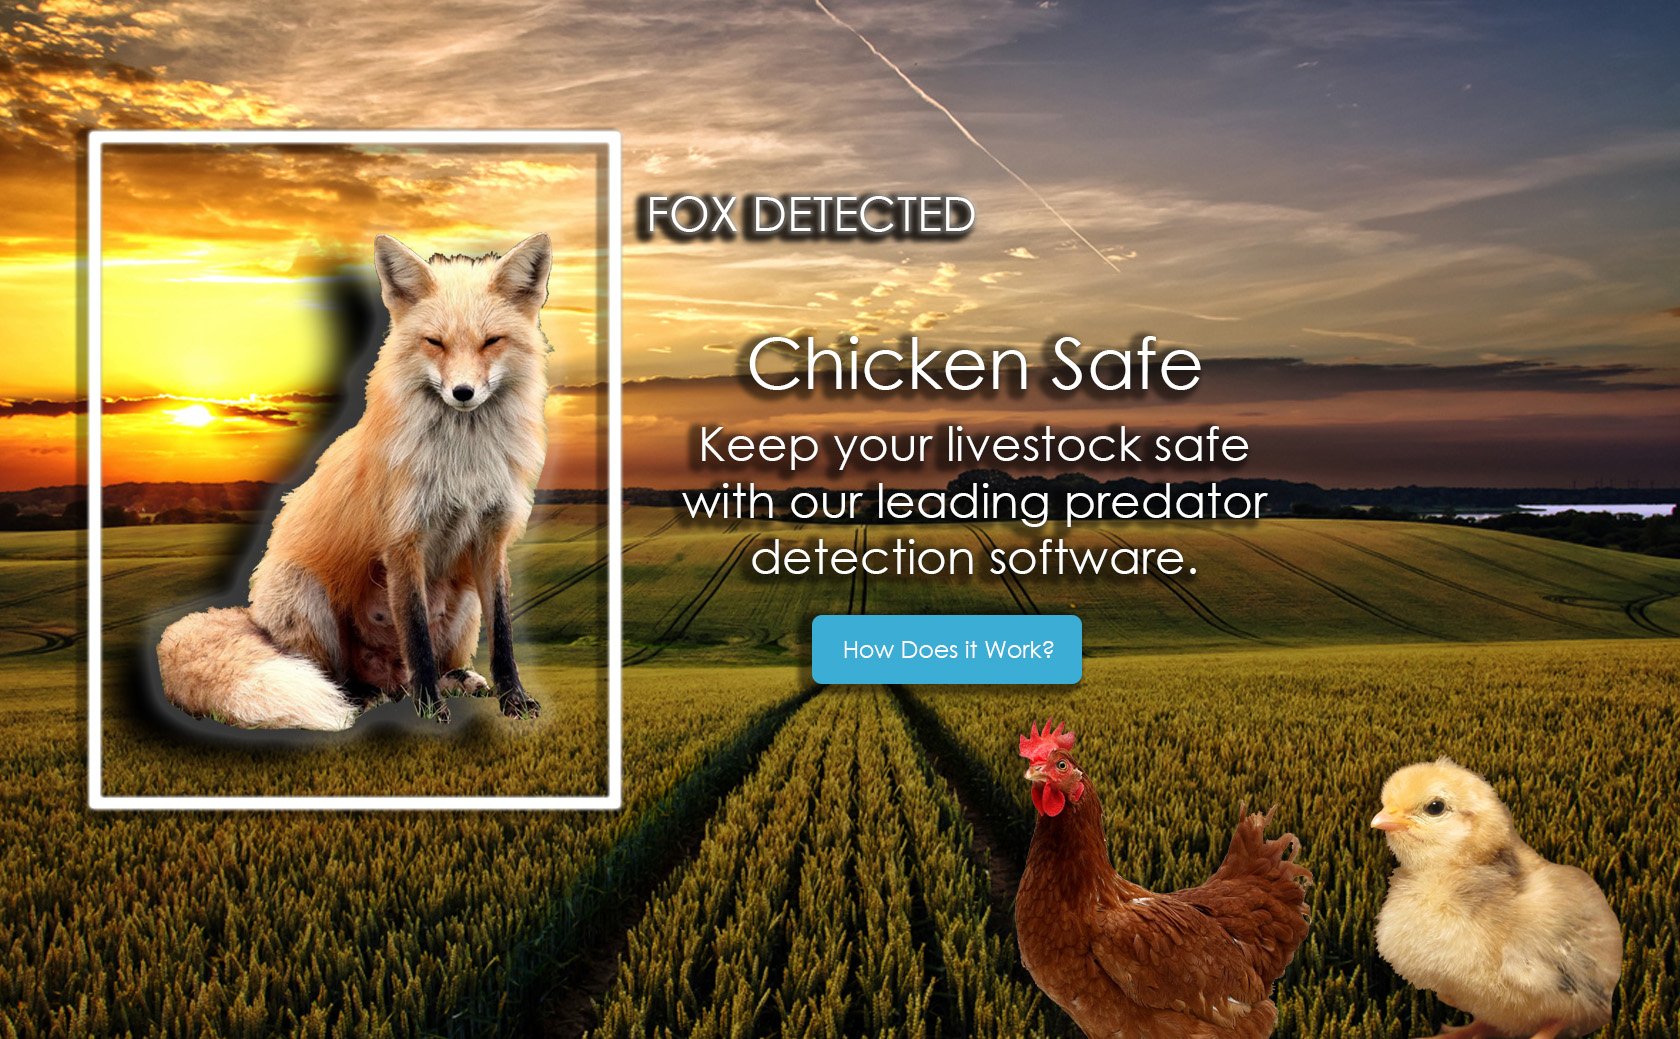 FOX DETECTED
Chicken Safe
Keep your livestock safe
with our leading predator
detection software.
How Does it Work?